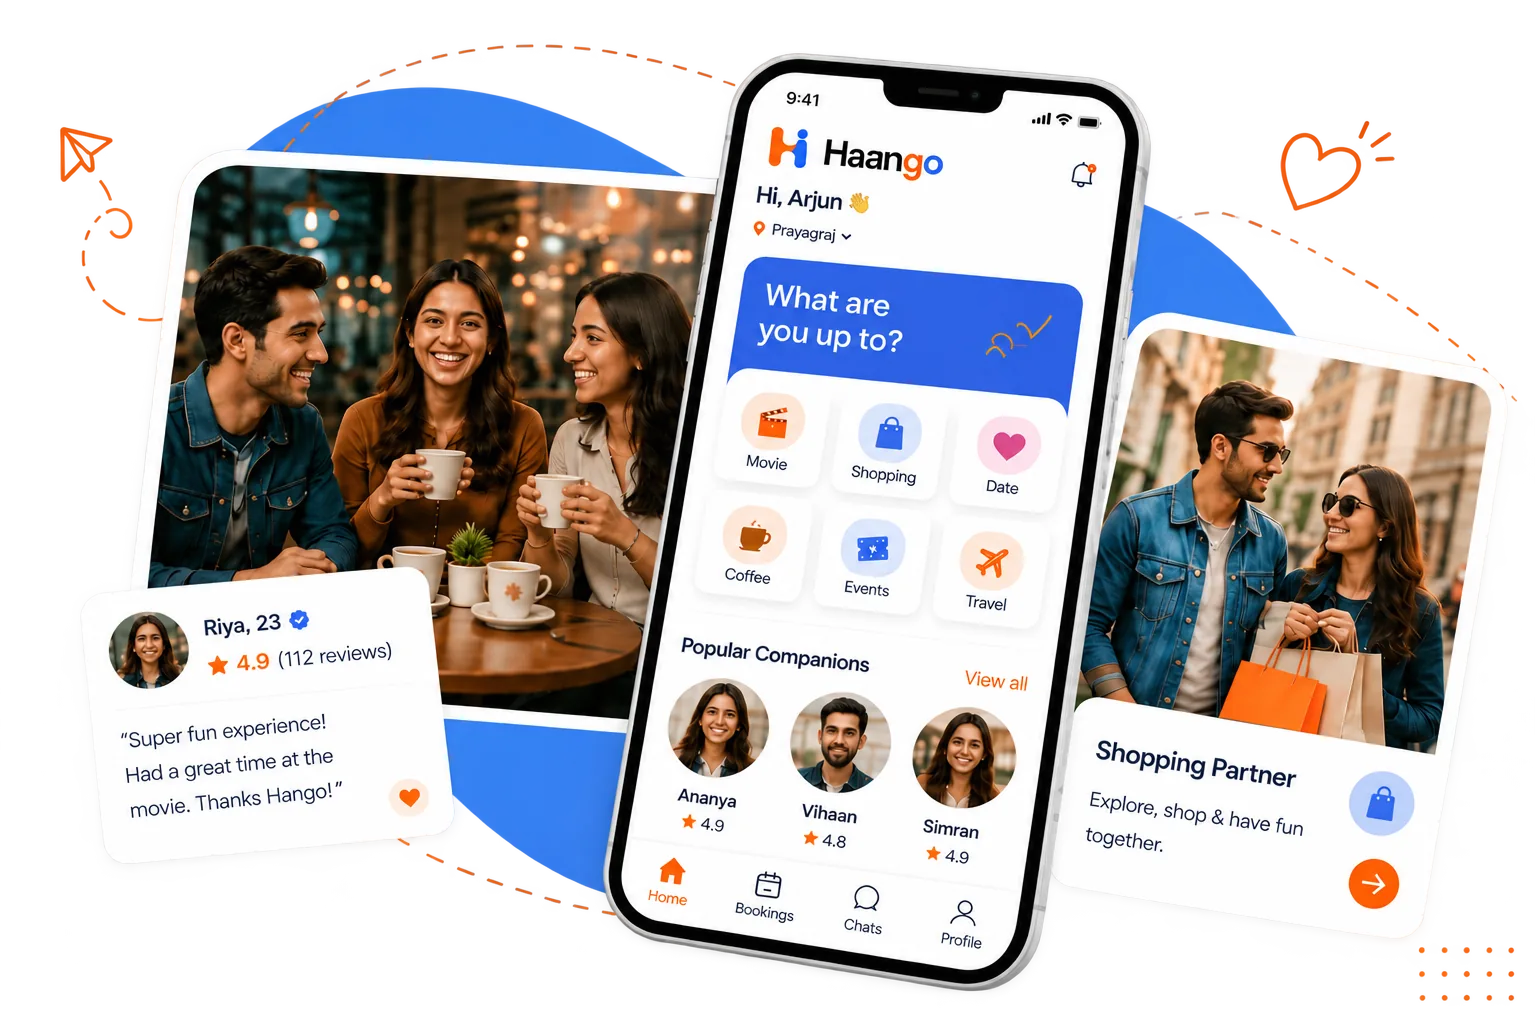 9:41
Haango
Hi, Arjun 👋
Prayagraj
What are
you up to?
Movie
Shopping
Date
Coffee
Events
Travel
Popular Companions
View all
Ananya
4.9
Vihaan
4.8
Simran
4.9
Home
Bookings
Chats
Profile
Riya, 23
4.9 (112 reviews)
“Super fun experience!
Had a great time at the
movie. Thanks Hango!”
Shopping Partner
Explore, shop & have fun
together.